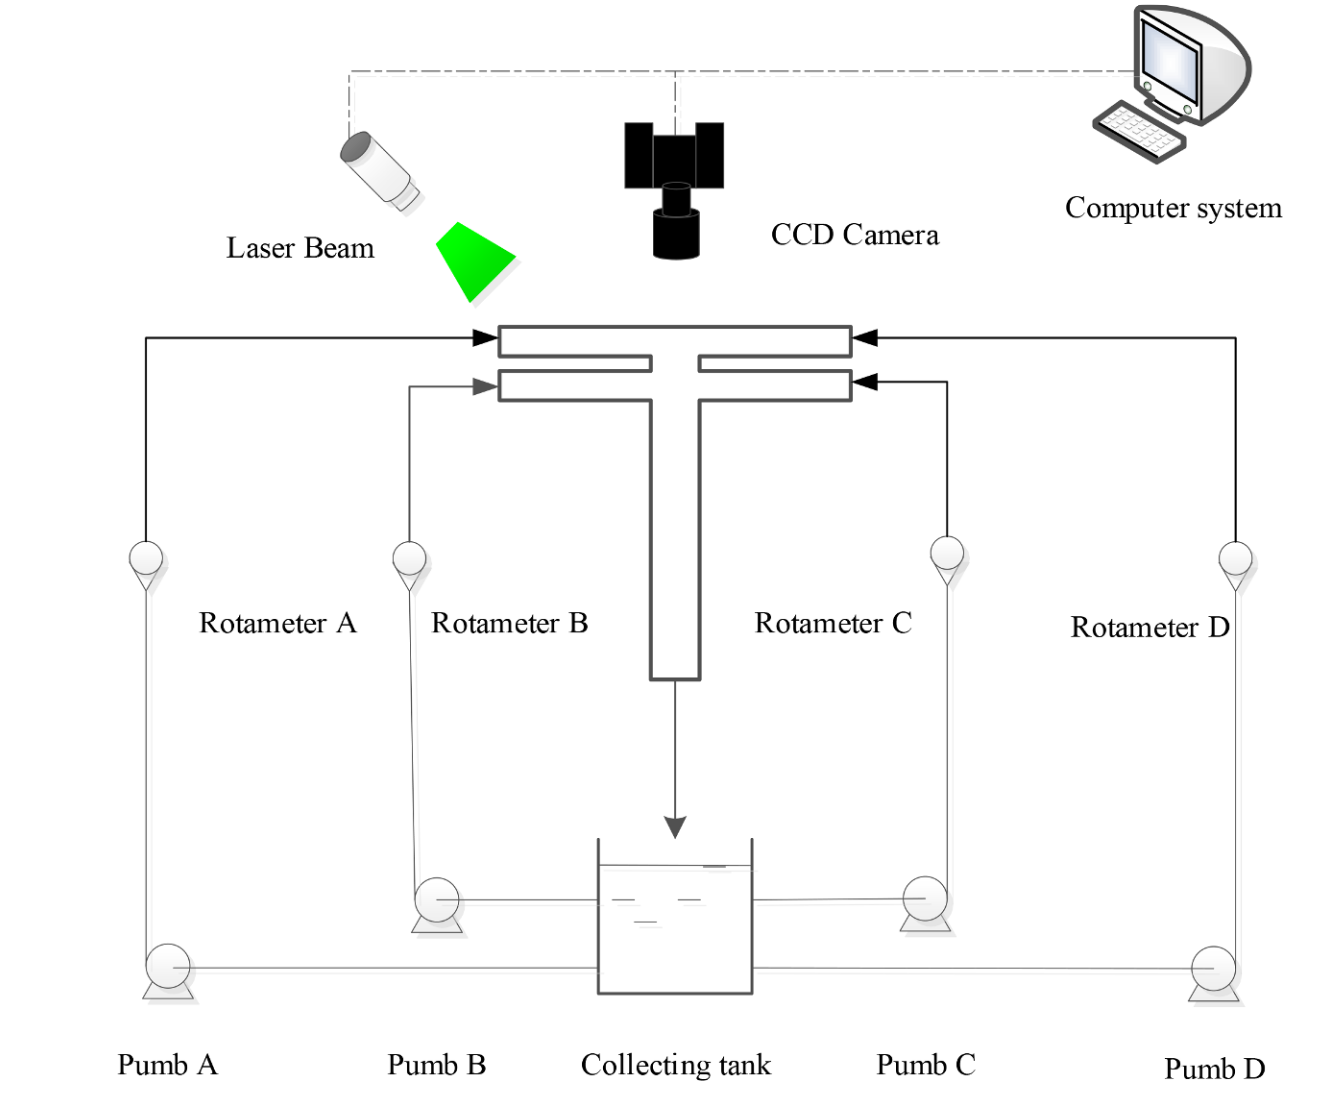 Computer system
CCD Camera
Laser Beam
Rotameter A
Rotameter B
Rotameter C
Rotameter D
Pumb A
Pumb B
Collecting tank
Pumb C
Pumb D